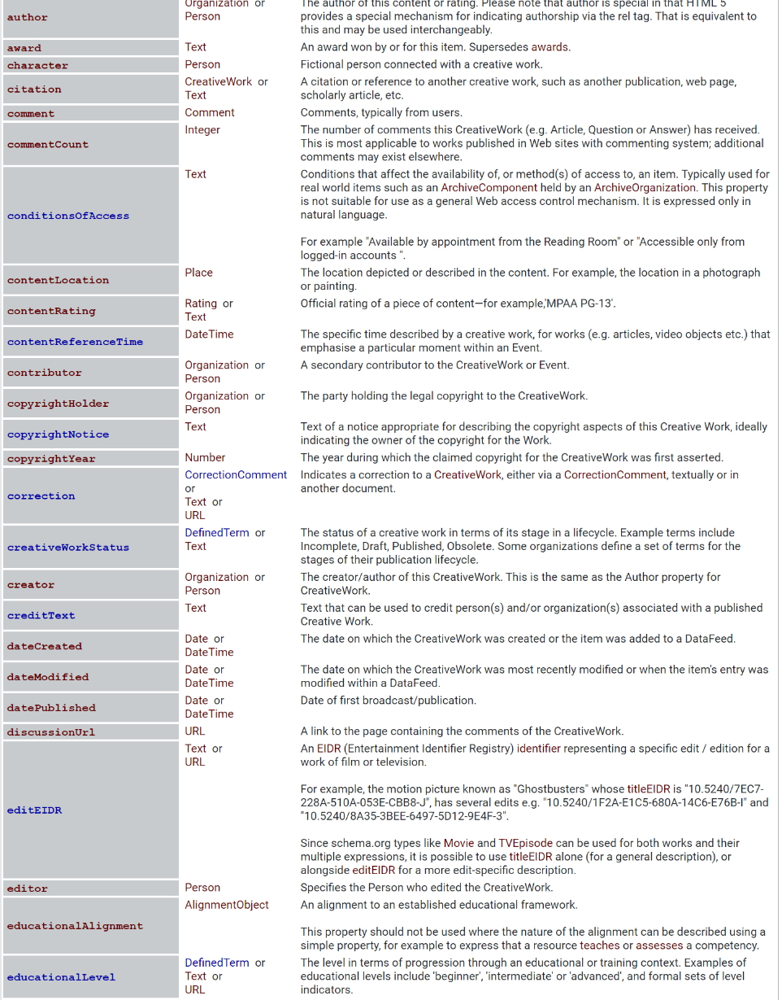 Organization or
The author of this content or rating. Please note that author is special in that HTML 5
author
Person
provides a special mechanism for indicating authorship via the rel tag. That is equivalent to
this and may be used interchangeably.
award
Text
An award won by or for this item. Supersedes awards.
character
Person
Fictional person connected with a creative work.
citation
CreativeWork or
Text
A citation or reference to another creative work, such as another publication, web page,
scholarly article, etc.
comment
Comment
Comments, typically from users.
commentCount
Integer
The number of comments this CreativeWork (e.g. Article, Question or Answer) has received.
This is most applicable to works published in Web sites with commenting system; additional
comments may exist elsewhere.
conditionsOfAccess
Text
Conditions that affect the availability of, or method(s) of access to, an item. Typically used for
real world items such as an ArchiveComponent held by an ArchiveOrganization. This property
is not suitable for use as a general Web access control mechanism. It is expressed only in
natural language.
For example "Available by appointment from the Reading Room" or "Accessible only from
logged-in accounts ".
contentLocation
Place
The location depicted or described in the content. For example, the location in a photograph
or painting.
contentRating
Rating or
Text
Official rating of a piece of content—for example,'MPAA PG-13'.
contentReferenceTime
DateTime
The specific time described by a creative work, for works (e.g. articles, video objects etc.) that
emphasise a particular moment within an Event.
contributor
Organization or
Person
A secondary contributor to the CreativeWork or Event.
copyrightHolder
Organization or
Person
The party holding the legal copyright to the CreativeWork.
copyrightNotice
Text
Text of a notice appropriate for describing the copyright aspects of this Creative Work, ideally
indicating the owner of the copyright for the Work.
copyrightYear
Number
The year during which the claimed copyright for the CreativeWork was first asserted.
correction
CorrectionComment
or
Text or
URL
Indicates a correction to a CreativeWork, either via a CorrectionComment, textually or in
another document.
creativeWorkStatus
DefinedTerm or
Text
The status of a creative work in terms of its stage in a lifecycle. Example terms include
Incomplete, Draft, Published, Obsolete. Some organizations define a set of terms for the
stages of their publication lifecycle.
creator
Organization or
Person
The creator/author of this CreativeWork. This is the same as the Author property for
CreativeWork.
creditText
Text
Text that can be used to credit person(s) and/or organization(s) associated with a published
Creative Work.
dateCreated
Date or
DateTime
The date on which the CreativeWork was created or the item was added to a DataFeed.
dateModified
Date or
DateTime
The date on which the CreativeWork was most recently modified or when the item's entry was
modified within a DataFeed.
datePublished
Date or
DateTime
Date of first broadcast/publication.
discussionUrl
URL
A link to the page containing the comments of the CreativeWork.
editEIDR
Text or
URL
An EIDR (Entertainment Identifier Registry) identifier representing a specific edit / edition for a
work of film or television.
For example, the motion picture known as "Ghostbusters" whose titleEIDR is "10.5240/7EC7-
228A-510A-053E-CBB8-J", has several edits e.g. "10.5240/1F2A-E1C5-680A-14C6-E76B-I" and
"10.5240/8A35-3BEE-6497-5D12-9E4F-3".
Since schema.org types like Movie and TVEpisode can be used for both works and their
multiple expressions, it is possible to use titleEIDR alone (for a general description), or
alongside editEIDR for a more edit-specific description.
editor
Person
Specifies the Person who edited the CreativeWork.
educationalAlignment
AlignmentObject
An alignment to an established educational framework.
This property should not be used where the nature of the alignment can be described using a
simple property, for example to express that a resource teaches or assesses a competency.
educationalLevel
DefinedTerm or
Text or
URL
The level in terms of progression through an educational or training context. Examples of
educational levels include 'beginner', 'intermediate' or 'advanced', and formal sets of level
indicators.